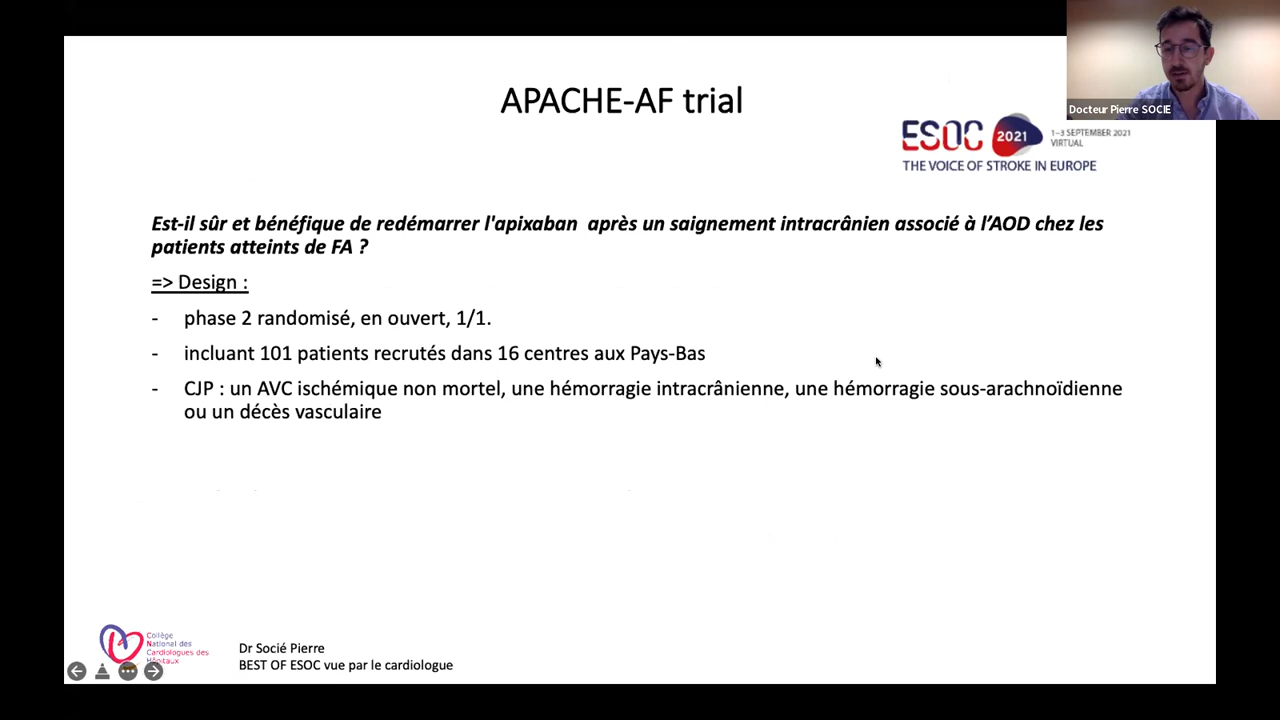 APACHE-AF trial
Docteur Pierre SOCIE
ESOC 2021
1-3 SEPTEMBER 2021
VIRTUAL
THE VOICE OF STROKE IN EUROPE
Est-il sûr et bénéfique de redémarrer l'apixaban après un saignement intracrânien associé à l’AOD chez les
patients atteints de FA ?
=> Design :
- phase 2 randomisé, en ouvert, 1/1.
- incluant 101 patients recrutés dans 16 centres aux Pays-Bas
- CJP : un AVC ischémique non mortel, une hémorragie intracrânienne, une hémorragie sous-arachnoïdienne
ou un décès vasculaire
Collège
National des
Cardiologues des
Hôpitaux
Dr Socié Pierre
BEST OF ESOC vue par le cardiologue